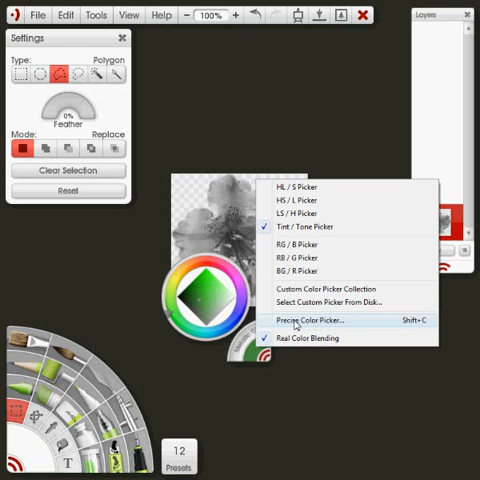 File Edit Tools View Help 100%
Layers
Settings
Type: Polygon
0%
Feather
Mode: Replace
Clear Selection
Reset
HL / S Picker
HS / L Picker
LS / H Picker
Tint / Tone Picker
RG / B Picker
RB / G Picker
BG / R Picker
Custom Color Picker Collection
Select Custom Picker From Disk...
Precise Color Picker... Shift+C
Real Color Blending
Metallic
T
12
Presets